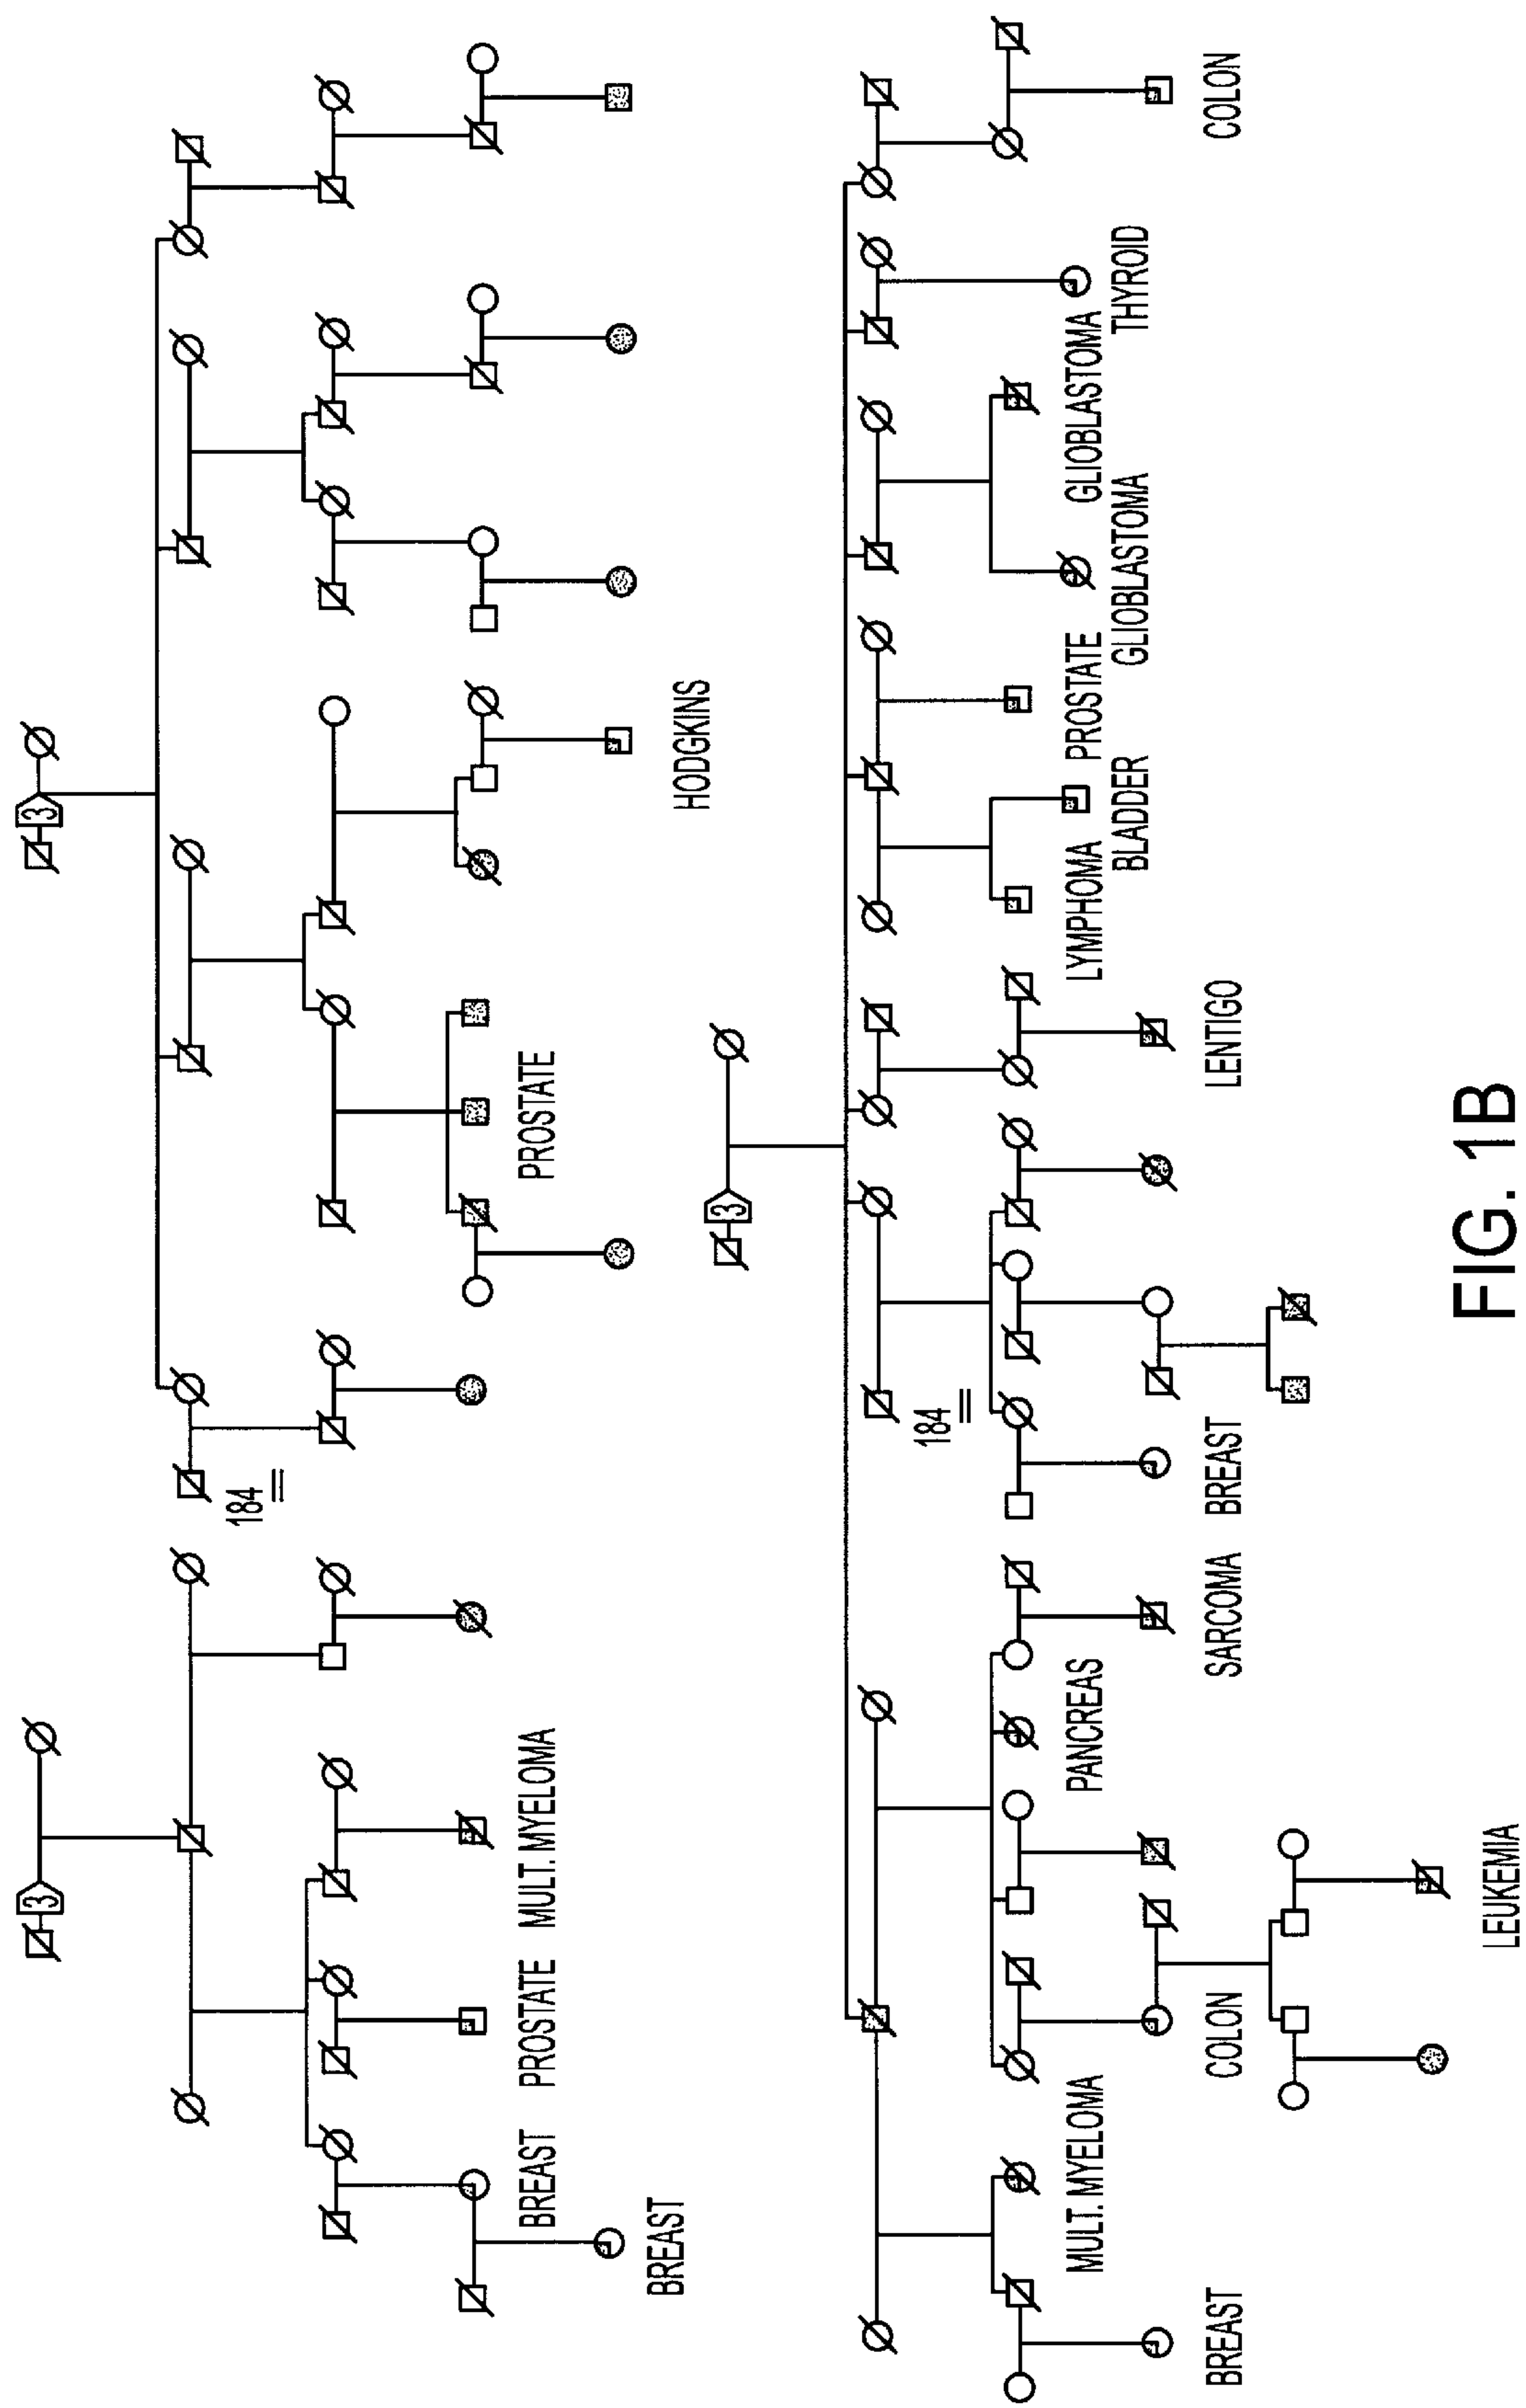 3
3
184
PROSTATE
HODGKINS
BREAST PROSTATE MULT. MYELOMA
BREAST
3
184
MULT. MYELOMA
PANCREAS
LYMPHOMA
BLADDER
PROSTATE
GLIOBLASTOMA
GLIOBLASTOMA
THYROID
BREAST
COLON
SARCOMA
BREAST
LENTIGO
COLON
LEUKEMIA
FIG. 1B